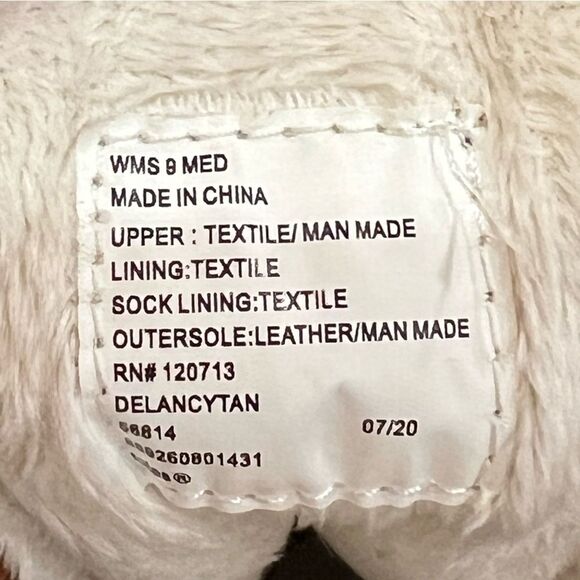 WMS 9 MED
MADE IN CHINA
UPPER : TEXTILE/ MAN MADE
LINING:TEXTILE
SOCK LINING:TEXTILE
OUTERSOLE:LEATHER/MAN MADE
RN# 120713
DELANCYTAN
07/20